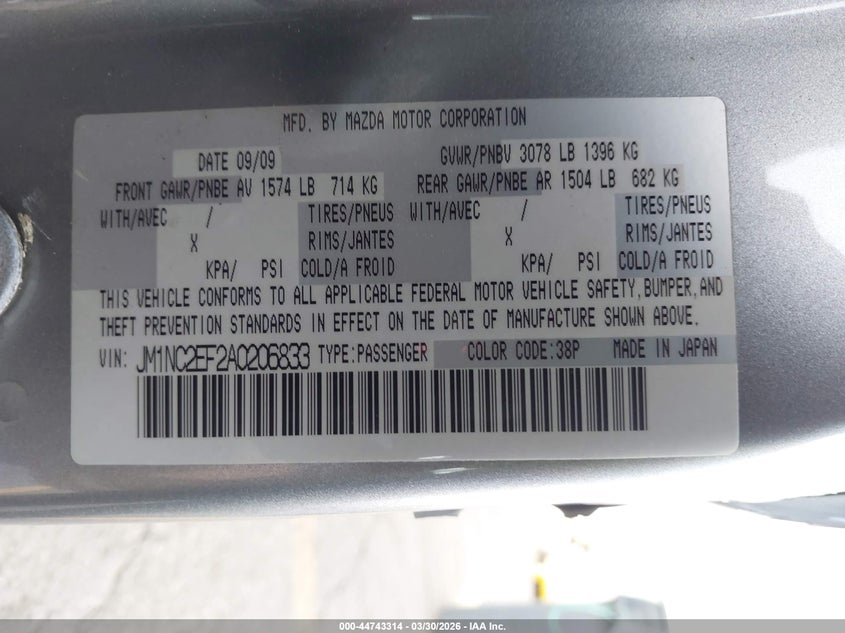 MFD. BY MAZDA MOTOR CORPORATION
DATE 09/09 GVWR/PNBV 3078 LB 1396 KG
FRONT GAWR/PNBE AV 1574 LB 714 KG REAR GAWR/PNBE AR 1504 LB 682 KG
WITH/AVEC / TIRES/PNEUS WITH/AVEC / TIRES/PNEUS
X RIMS/JANTES X RIMS/JANTES
KPA/ PSI COLD/A FROID KPA/ PSI COLD/A FROID
THIS VEHICLE CONFORMS TO ALL APPLICABLE FEDERAL MOTOR VEHICLE SAFETY, BUMPER, AND
THEFT PREVENTION STANDARDS IN EFFECT ON THE DATE OF MANUFACTURE SHOWN ABOVE.
VIN: JM1NC2EF2A0206833 TYPE:PASSENGER COLOR CODE:38P MADE IN JAPAN
000-44743314 - 03/30/2026 - IAA Inc.